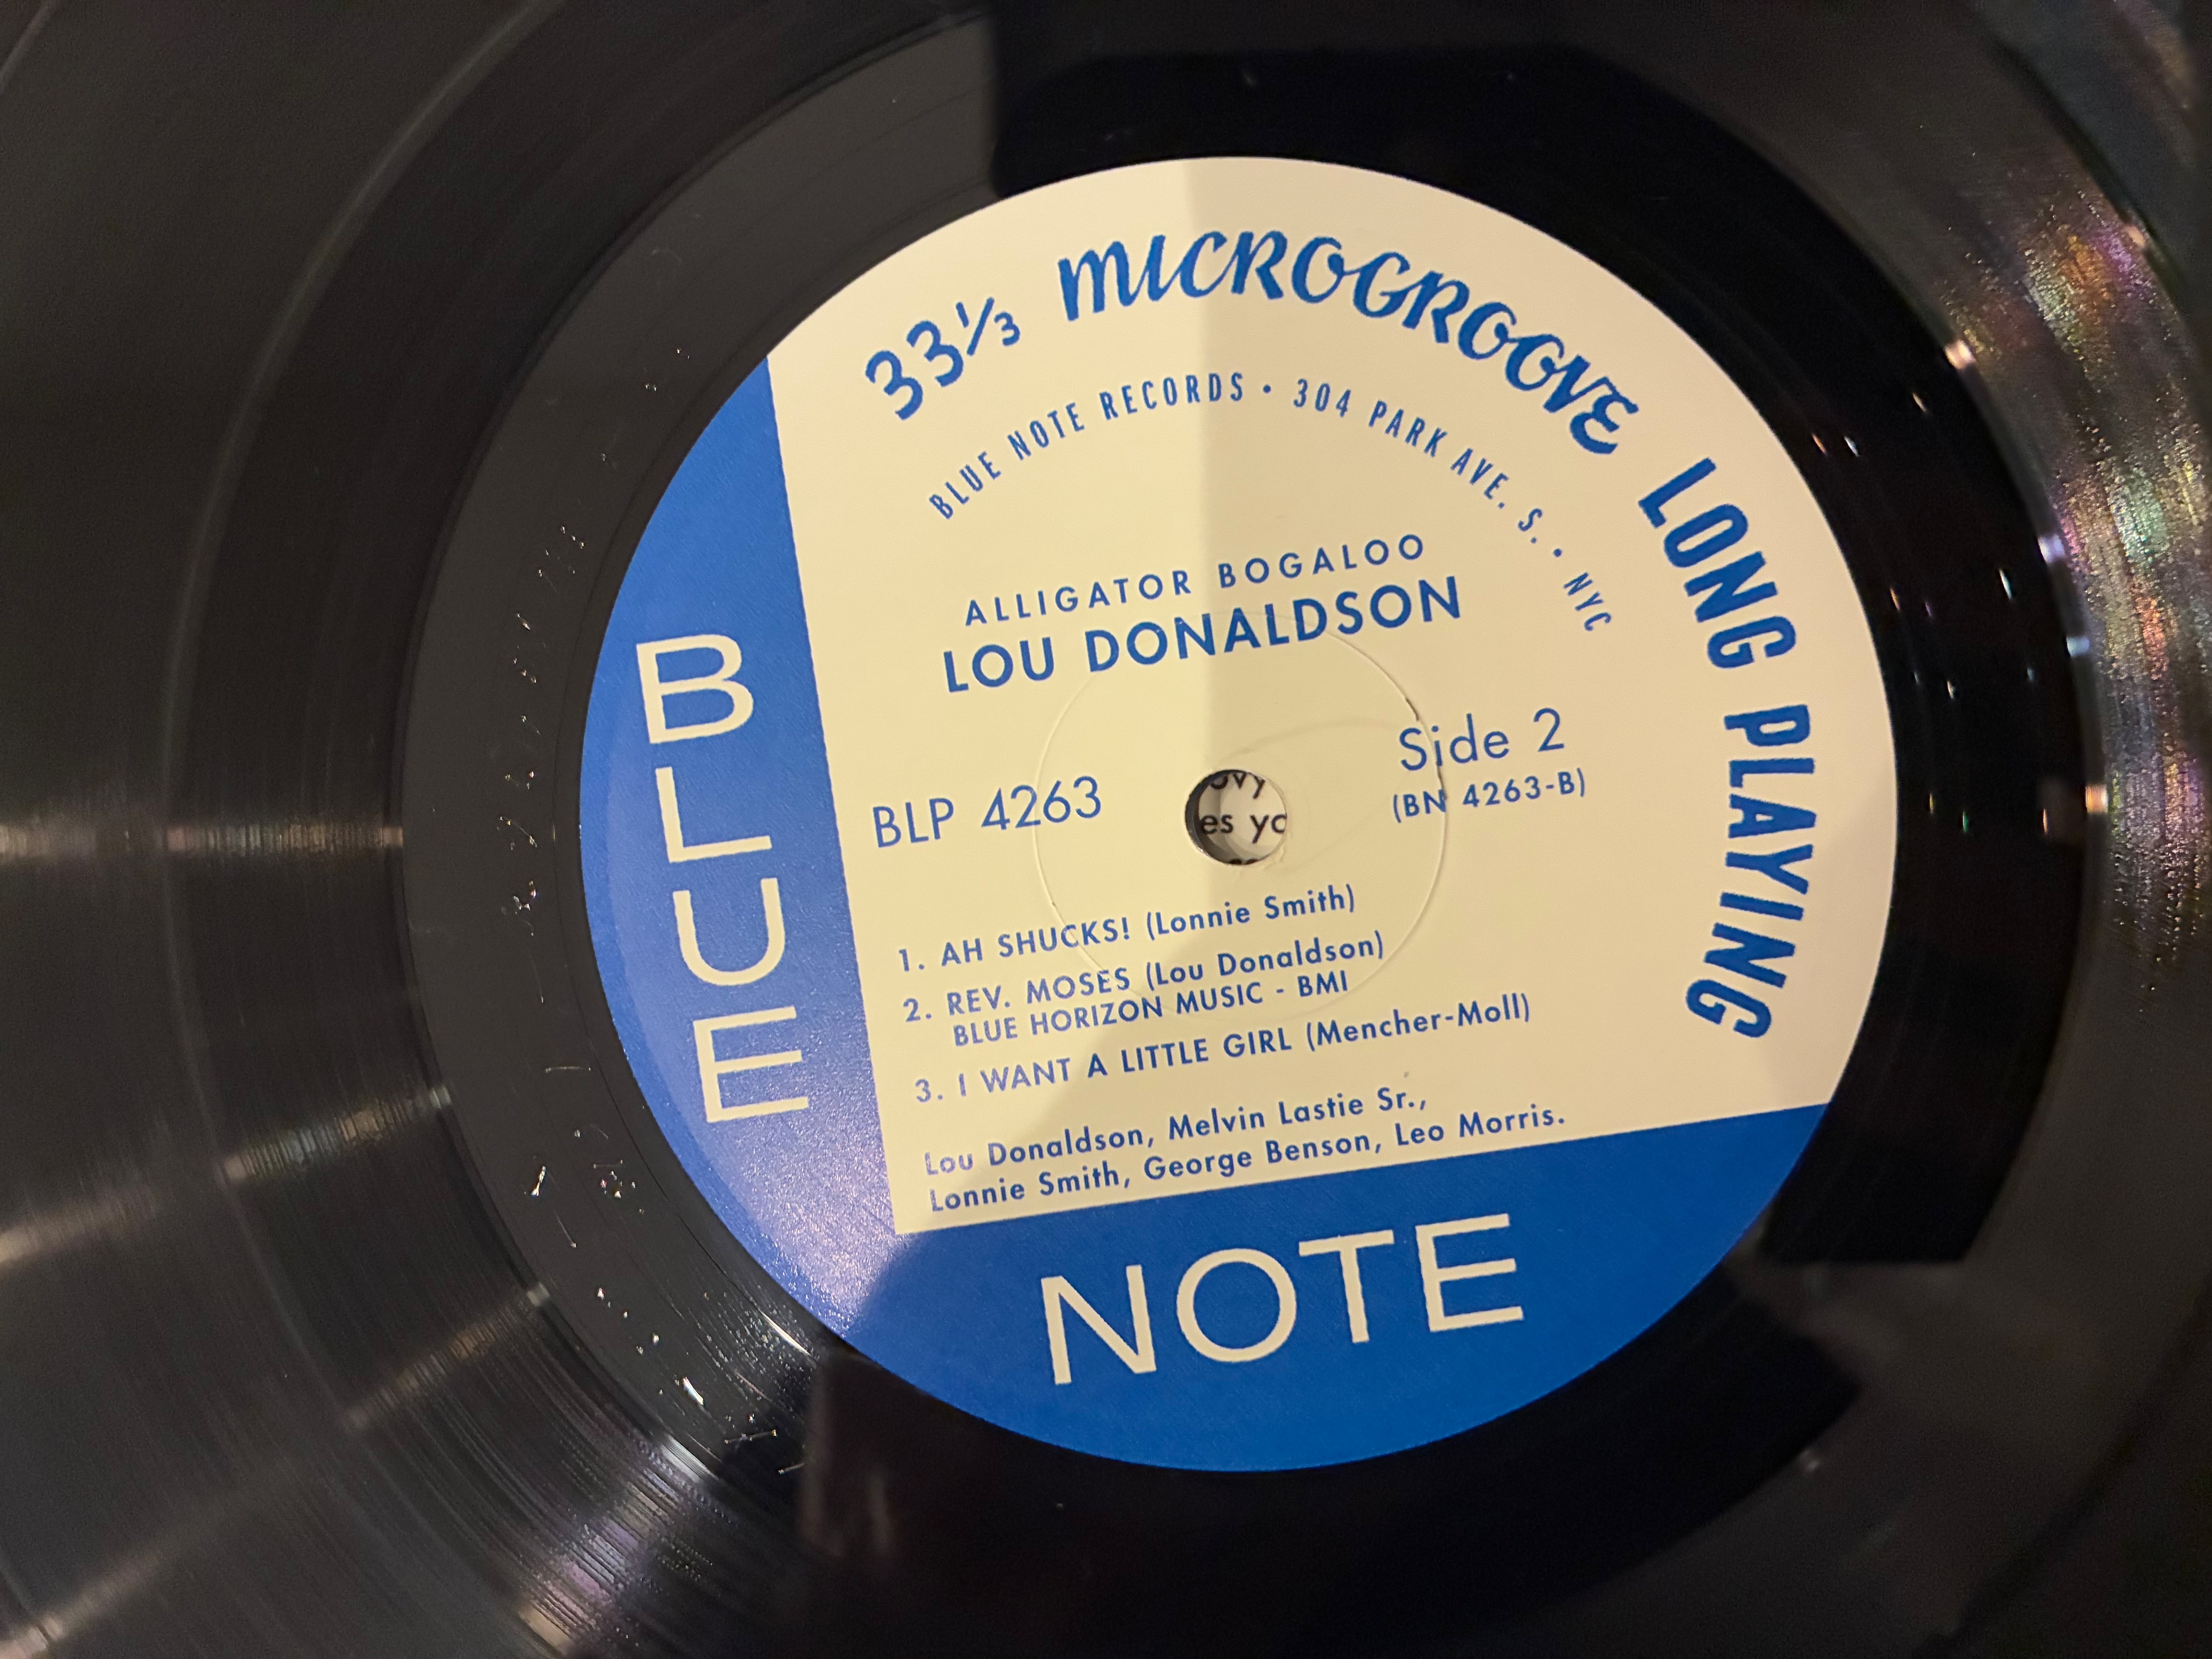 33⅓ MICROGROOVE LONG PLAYING
BLUE NOTE RECORDS • 304 PARK AVE. S. • NYC
ALLIGATOR BOGALOO
LOU DONALDSON
Side 2
BLP 4263
(BN 4263-B)
es yo
1. AH SHUCKS! (Lonnie Smith)
2. REV. MOSES (Lou Donaldson)
BLUE HORIZON MUSIC - BMI
3. I WANT A LITTLE GIRL (Mencher-Moll)
Lou Donaldson, Melvin Lastie Sr.,
Lonnie Smith, George Benson, Leo Morris.
BLUE
NOTE